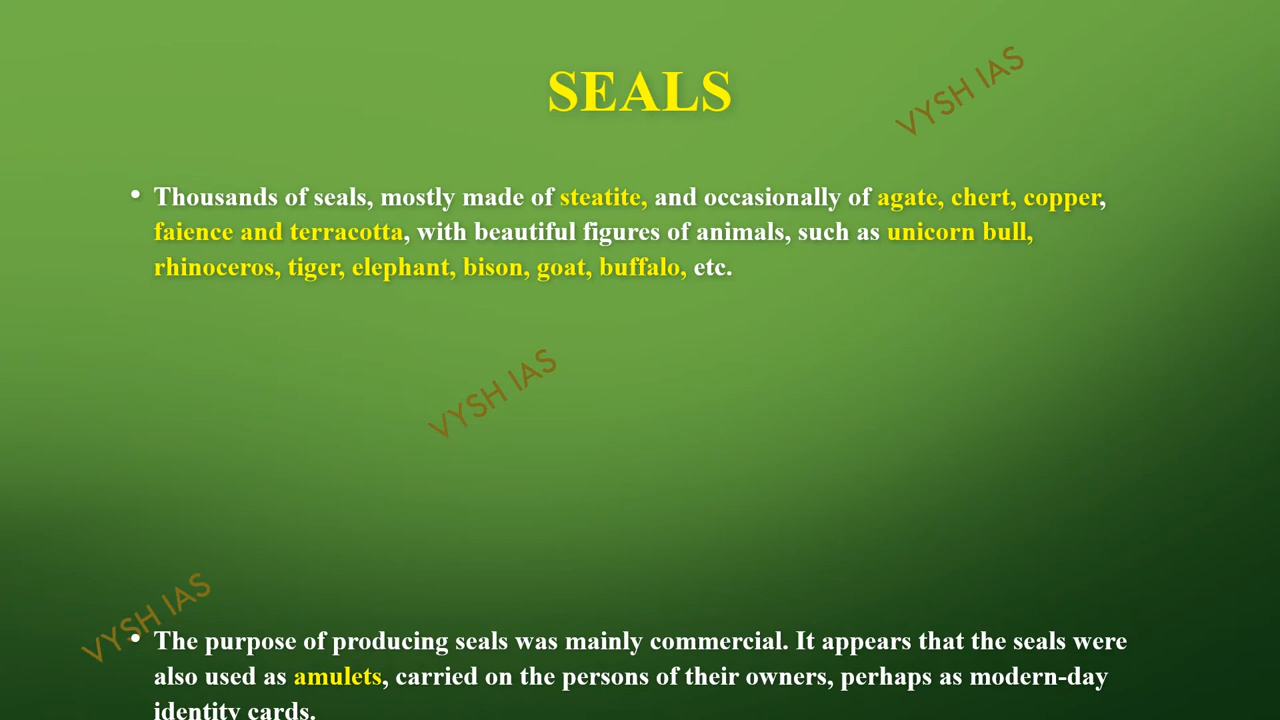 SEALS
VYSH IAS
• Thousands of seals, mostly made of steatite, and occasionally of agate, chert, copper,
faience and terracotta, with beautiful figures of animals, such as unicorn bull,
rhinoceros, tiger, elephant, bison, goat, buffalo, etc.
VYSH IAS
VYSH IAS
• The purpose of producing seals was mainly commercial. It appears that the seals were
also used as amulets, carried on the persons of their owners, perhaps as modern-day
identity cards.